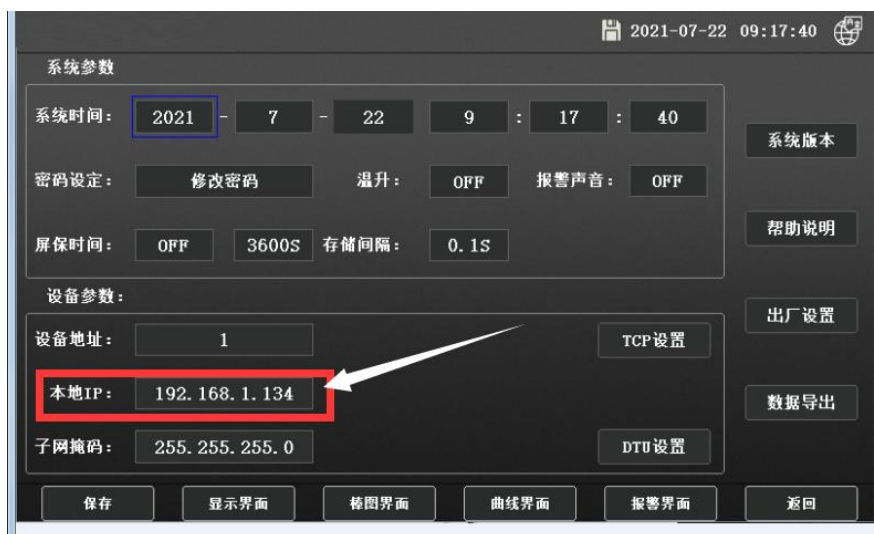 2021-07-22 09:17:40
系统参数
系统时间： 2021 - 7 - 22 9 : 17 : 40
系统版本
密码设定： 修改密码 温升： OFF 报警声音： OFF
帮助说明
屏保时间： OFF 3600S 存储间隔： 0.1S
设备参数：
出厂设置
设备地址： 1 TCP设置
本地IP： 192.168.1.134
数据导出
子网掩码： 255.255.255.0 DTU设置
保存 显示界面 棒图界面 曲线界面 报警界面 返回